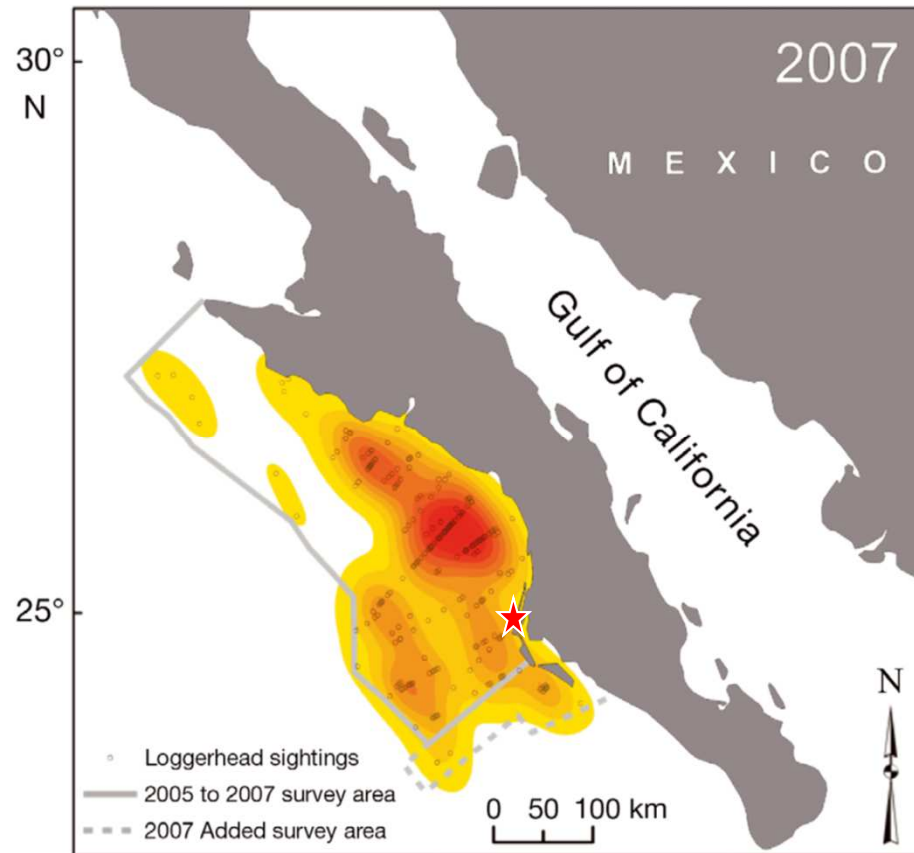 30°
N
2007
MEXICO
Gulf of California
25°
N
Loggerhead sightings
2005 to 2007 survey area
2007 Added survey area
0 50 100 km